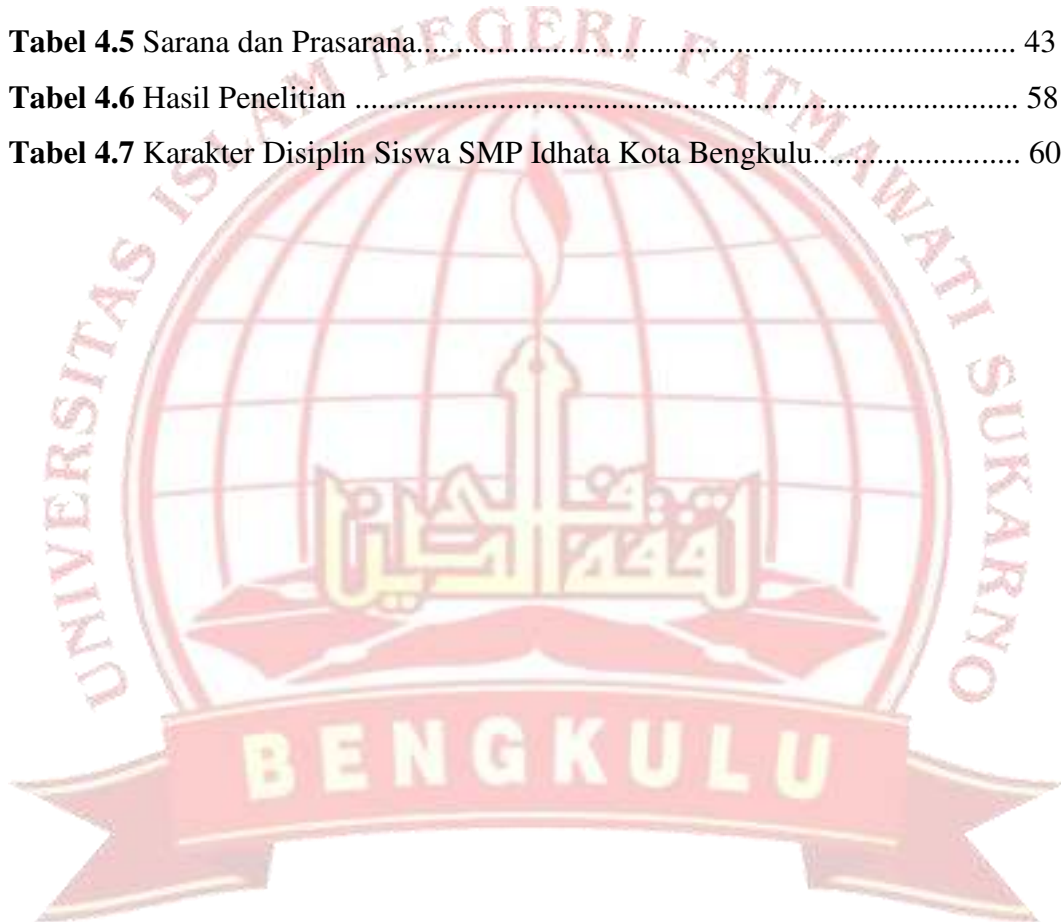 Tabel 4.5 Sarana dan Prasarana........................................................................... 43
Tabel 4.6 Hasil Penelitian ................................................................................... 58
Tabel 4.7 Karakter Disiplin Siswa SMP Idhata Kota Bengkulu.......................... 60
UNIVERSITAS ISLAM NEGERI FATMAWATI SUKARNO
BENGKULU